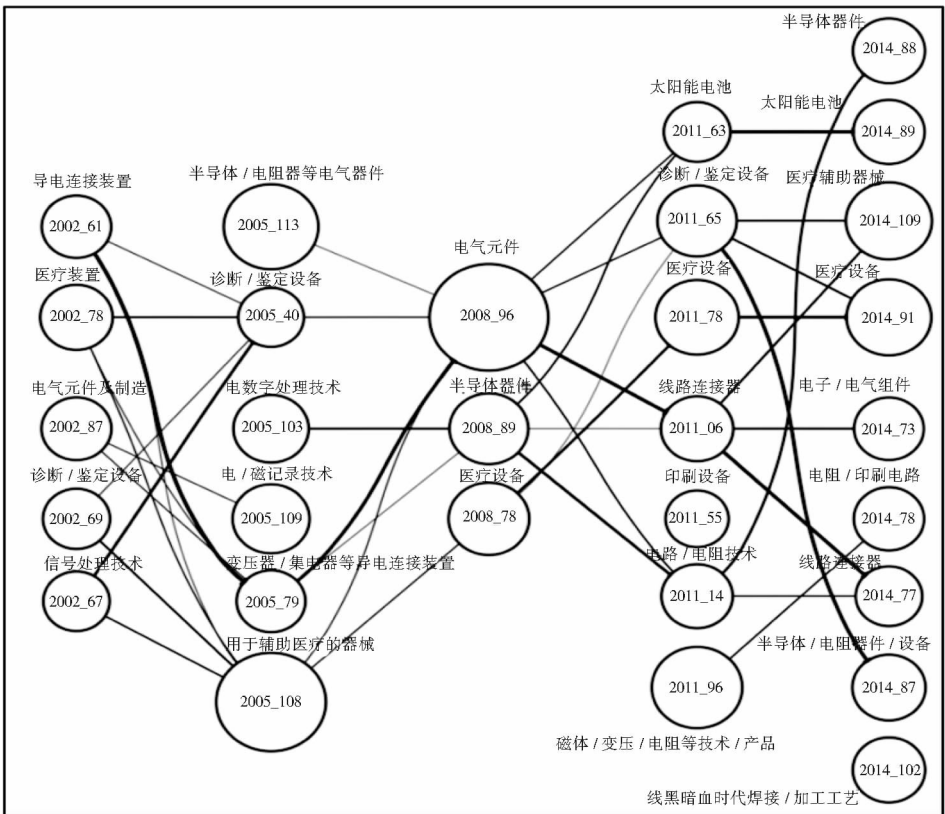 导电连接装置
2002_61
医疗装置
2002_78
电气元件及制造
2002_87
诊断/鉴定设备
2002_69
信号处理技术
2002_67
半导体/电阻器等电气器件
2005_113
诊断/鉴定设备
2005_40
电数字处理技术
2005_103
电/磁记录技术
2005_109
变压器/集电器等导电连接装置
2005_79
用于辅助医疗的器械
2005_108
电气元件
2008_96
半导体器件
2008_89
医疗设备
2008_78
太阳能电池
2011_63
诊断/鉴定设备
2011_65
医疗设备
2011_78
线路连接器
2011_06
印刷设备
2011_55
电路/电阻技术
2011_14
2011_96
磁体/变压/电阻等技术/产品
半导体器件
2014_88
太阳能电池
2014_89
医疗辅助器械
2014_109
医疗设备
2014_91
电子/电气组件
2014_73
电阻/印刷电路
2014_78
线路连接器
2014_77
半导体/电阻器件/设备
2014_87
2014_102
线黑暗血时代焊接/加工工艺